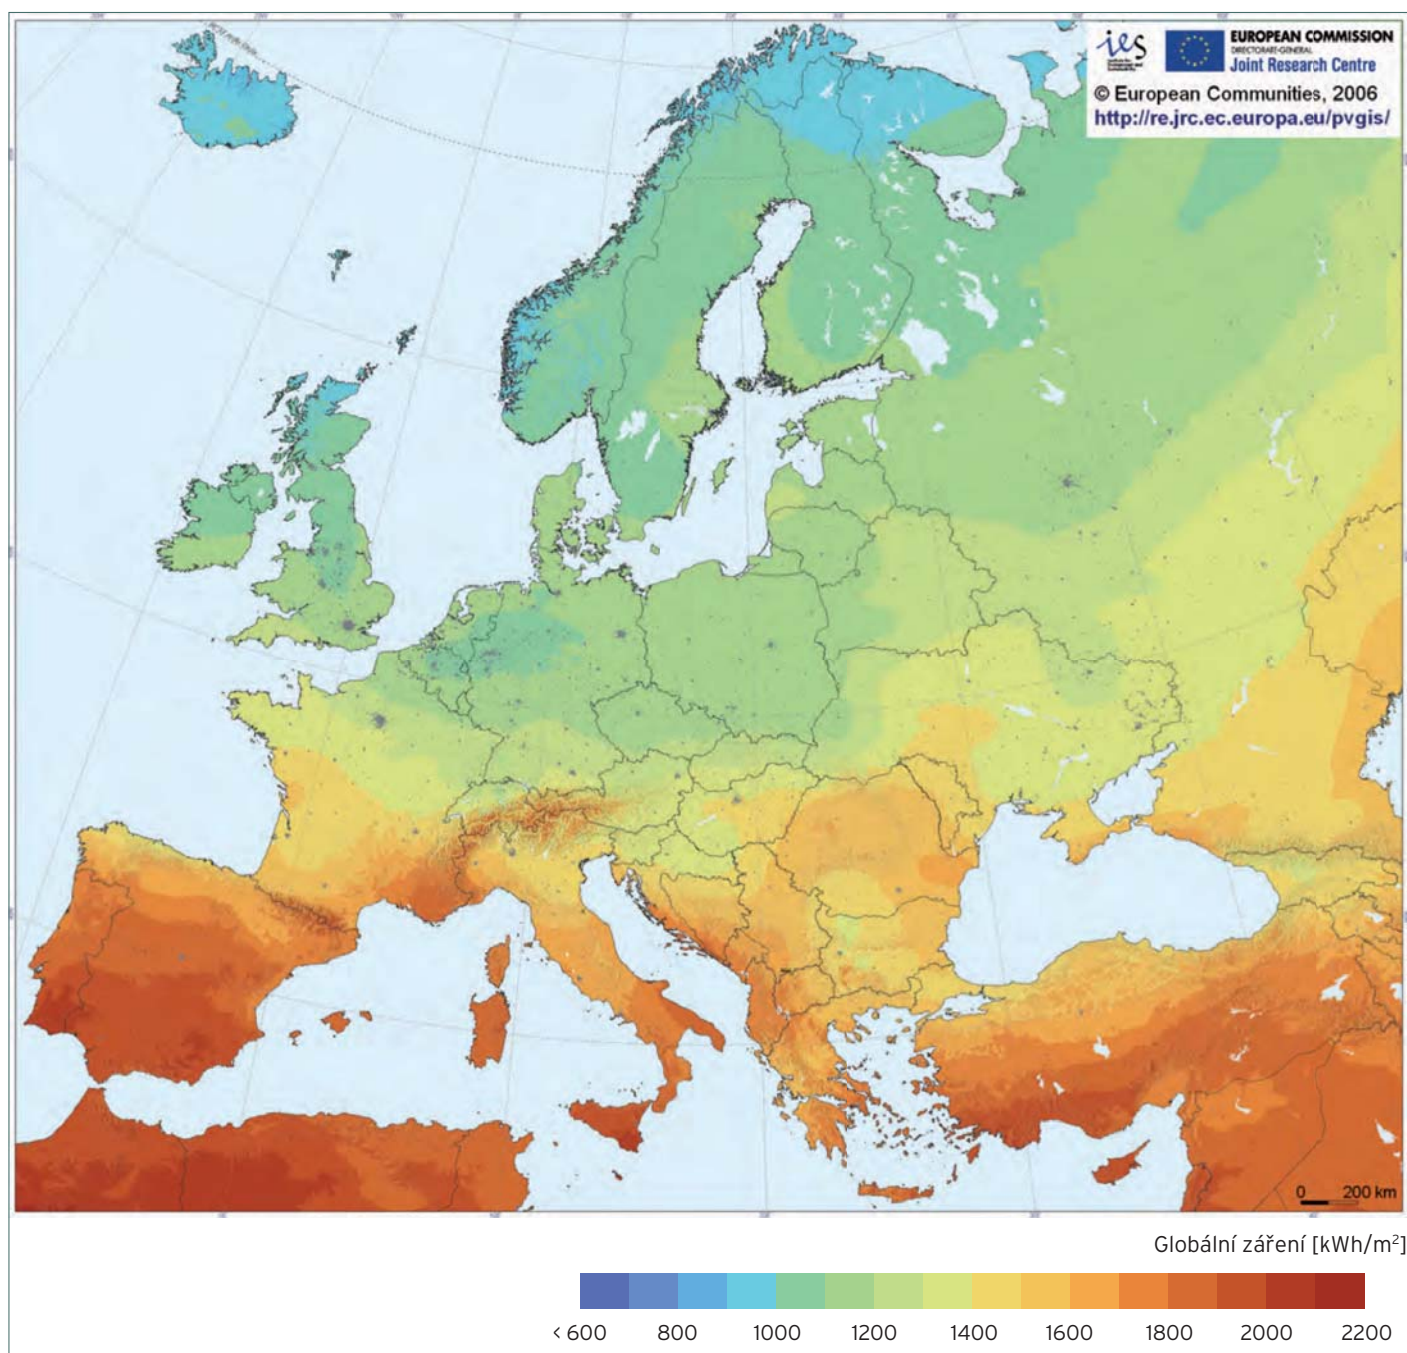 ies
EUROPEAN COMMISSION
DIRECTORATE-GENERAL
Joint Research Centre
© European Communities, 2006
http://re.jrc.ec.europa.eu/pvgis/
0 200 km
Globální záření [kWh/m²]
< 600 800 1000 1200 1400 1600 1800 2000 2200